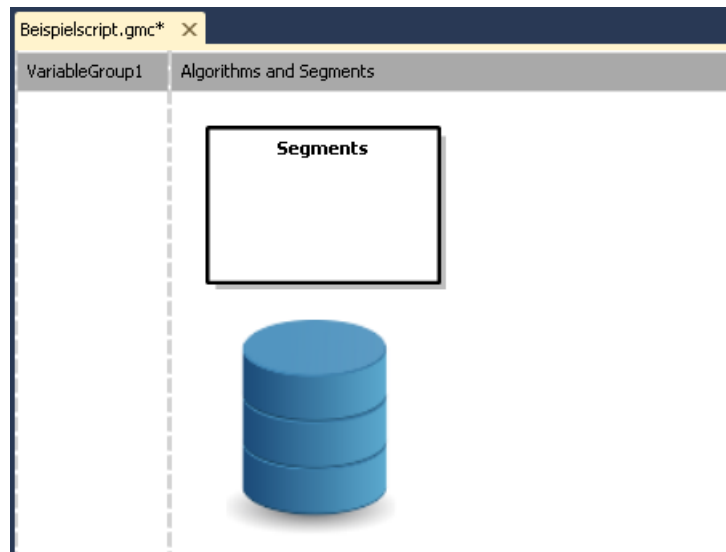 Beispielscript.gmc*
VariableGroup1 Algorithms and Segments
Segments